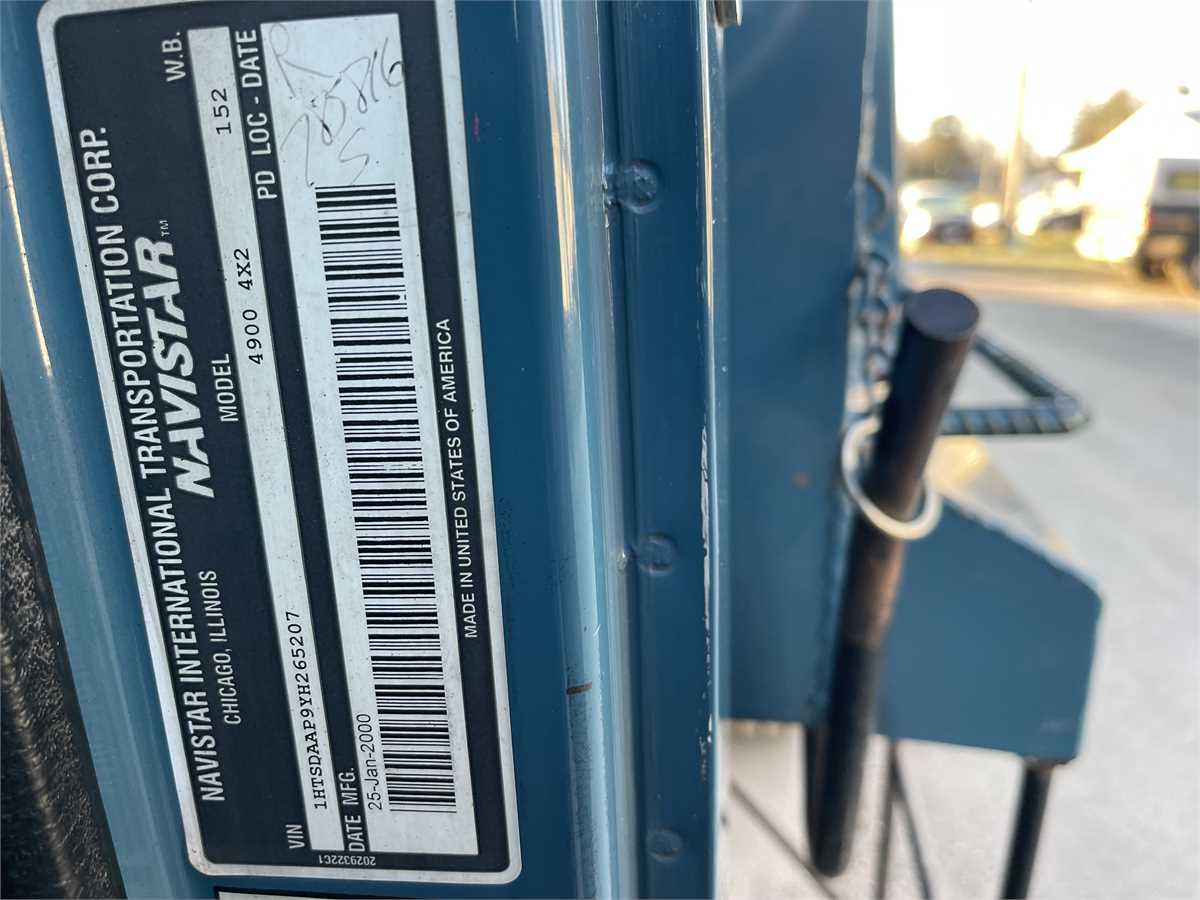 NAVISTAR INTERNATIONAL TRANSPORTATION CORP.
CHICAGO, ILLINOIS
NAVISTAR™
VIN MODEL W.B.
1HTSDAAP9YH265207 4900 4X2 152
DATE MFG. PD LOC - DATE
25-Jan-2000
R
MADE IN UNITED STATES OF AMERICA
2029322C1